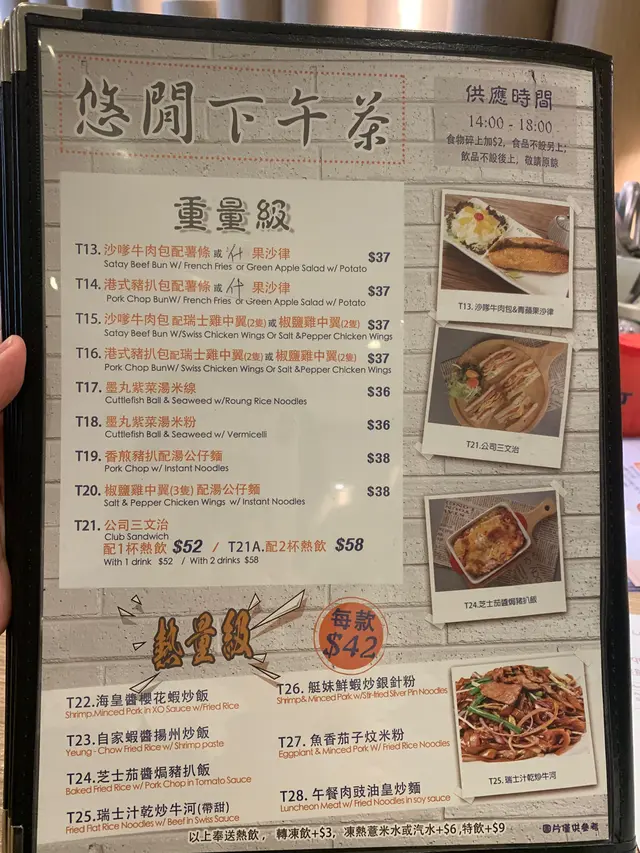 悠閒下午茶
供應時間
14:00 - 18:00
食物碎上加$2，食品不設另上；
飲品不設後上，敬請原諒
重量級
T13. 沙嗲牛肉包配薯條 或 什果沙律 $37
Satay Beef Bun W/ French Fries or Green Apple Salad w/ Potato
T14. 港式豬扒包配薯條 或 什果沙律 $37
Pork Chop BunW/ French Fries or Green Apple Salad w/ Potato
T15. 沙嗲牛肉包 配瑞士雞中翼(2隻) 或 椒鹽雞中翼(2隻) $37
Satay Beef Bun W/Swiss Chicken Wings Or Salt &Pepper Chicken Wings
T16. 港式豬扒包配瑞士雞中翼(2隻) 或 椒鹽雞中翼(2隻) $37
Pork Chop BunW/ Swiss Chicken Wings Or Salt &Pepper Chicken Wings
T17. 墨丸紫菜湯米線 $36
Cuttlefish Ball & Seaweed w/Roung Rice Noodles
T18. 墨丸紫菜湯米粉 $36
Cuttlefish Ball & Seaweed w/ Vermicelli
T19. 香煎豬扒配湯公仔麵 $38
Pork Chop w/ Instant Noodles
T20. 椒鹽雞中翼(3隻) 配湯公仔麵 $38
Salt & Pepper Chicken Wings w/ Instant Noodles
T21. 公司三文治
Club Sandwich
配1杯熱飲 $52 / T21A.配2杯熱飲 $58
With 1 drink $52 / With 2 drinks $58
T13. 沙嗲牛肉包&青蘋果沙律
T21.公司三文治
T24.芝士茄醬焗豬扒飯
熱量級
每款
$42
T22.海皇醬櫻花蝦炒飯
Shrimp,Minced Pork in XO Sauce w/Fried Rice
T23.自家蝦醬揚州炒飯
Yeung - Chow Fried Rice w/ Shrimp paste
T24.芝士茄醬焗豬扒飯
Baked Fried Rice w/ Pork Chop in Tomato Sauce
T25.瑞士汁乾炒牛河(帶甜)
Fried Flat Rice Noodles w/ Beef in Swiss Sauce
T26. 艇妹鮮蝦炒銀針粉
Shrimp& Minced Pork w/Stir-fried Silver Pin Noodles
T27. 魚香茄子炆米粉
Eggplant & Minced Pork W/ Fried Rice Noodles
T28. 午餐肉豉油皇炒麵
Luncheon Meat w/ Fried Noodles in soy sauce
T25. 瑞士汁乾炒牛河
以上奉送熱飲，轉凍飲+$3，凍熱薏米水或汽水+$6,特飲+$9
圖片僅供參考